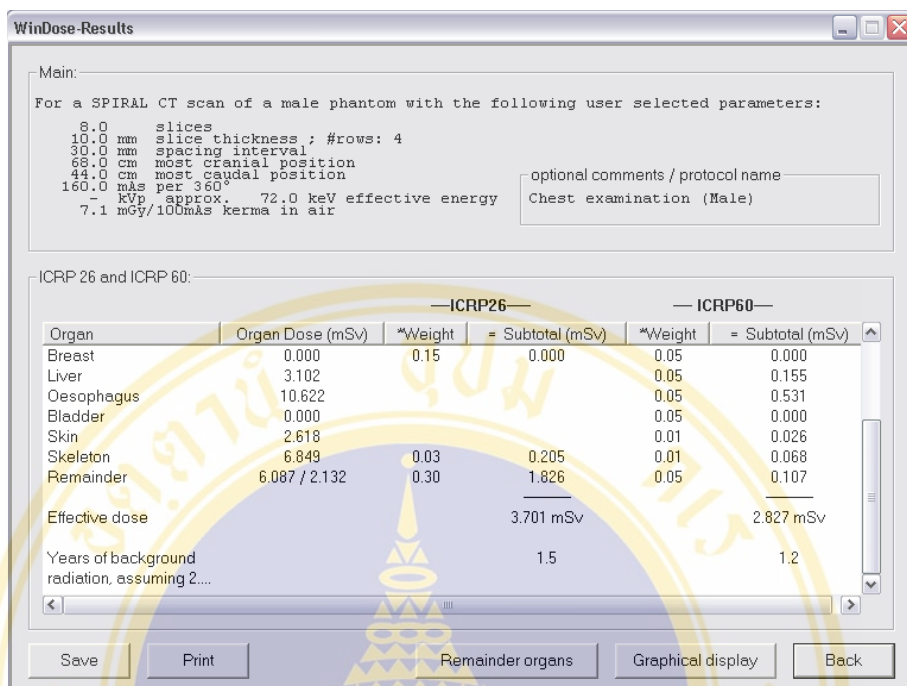 WinDose-Results
Main:
For a SPIRAL CT scan of a male phantom with the following user selected parameters:
8.0 slices
10.0 mm slice thickness ; #rows: 4
30.0 mm spacing interval
68.0 cm most cranial position
44.0 cm most caudal position
160.0 mAs per 360°
- kVp approx. 72.0 keV effective energy
7.1 mGy/100mAs kerma in air
optional comments / protocol name
Chest examination (Male)
ICRP 26 and ICRP 60:
—ICRP26— — ICRP60—
Organ Organ Dose (mSv) *Weight = Subtotal (mSv) *Weight = Subtotal (mSv)
Breast 0.000 0.15 0.000 0.05 0.000
Liver 3.102 0.05 0.155
Oesophagus 10.622 0.05 0.531
Bladder 0.000 0.05 0.000
Skin 2.618 0.01 0.026
Skeleton 6.849 0.03 0.205 0.01 0.068
Remainder 6.087 / 2.132 0.30 1.826 0.05 0.107
Effective dose 3.701 mSv 2.827 mSv
Years of background 1.5 1.2
radiation, assuming 2....
Save Print Remainder organs Graphical display Back